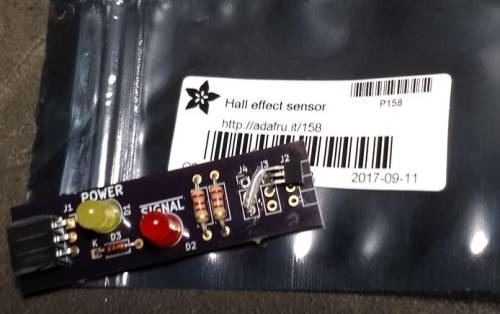 Hall effect sensor
P158
http://adafru.it/158
2017-09-11
POWER
J1
D1
SIGNAL
K
D3
D2
J4
J3
J2